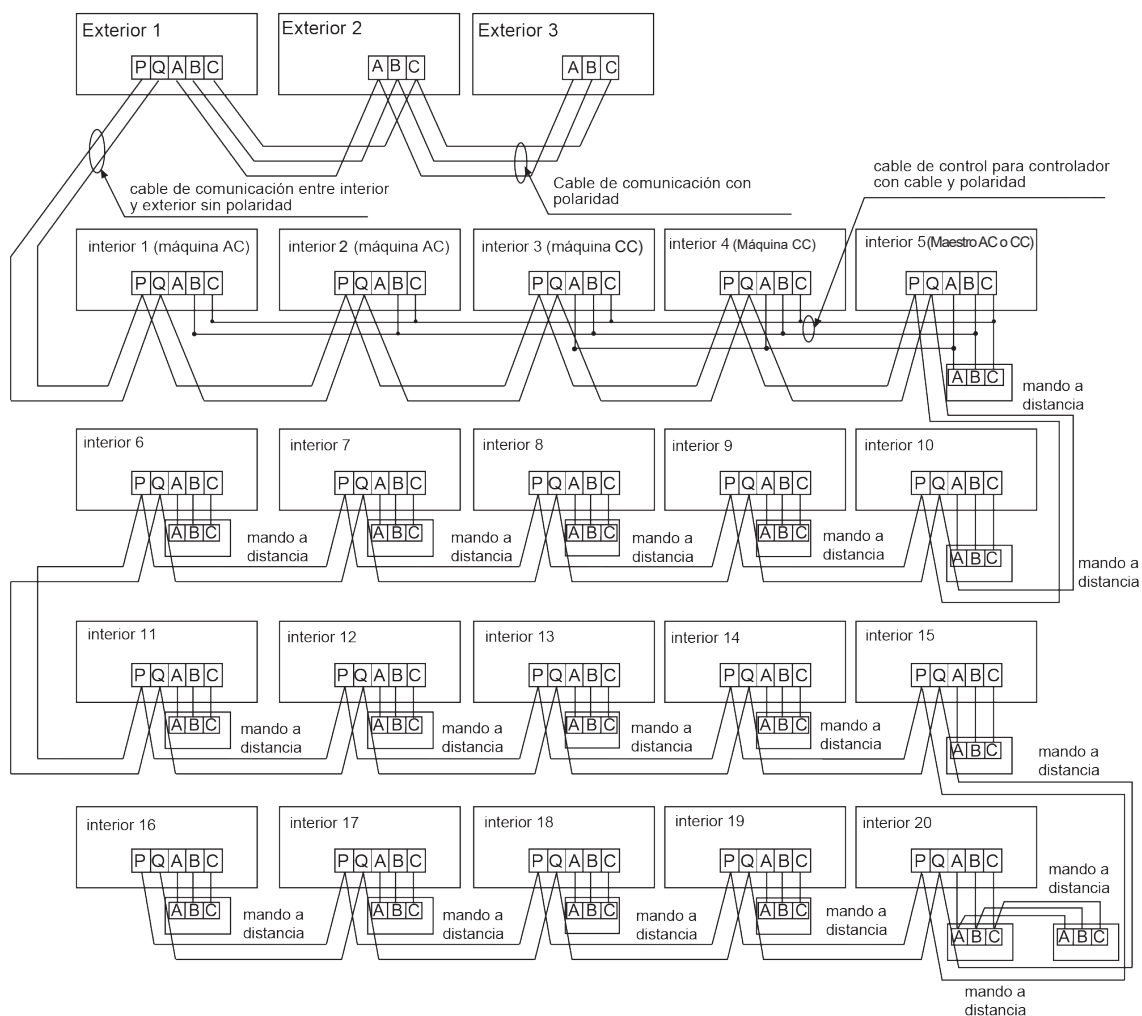 Exterior 1
Exterior 2
Exterior 3
P Q A B C
A B C
A B C
cable de comunicación entre interior
y exterior sin polaridad
Cable de comunicación con
polaridad
cable de control para controlador
con cable y polaridad
interior 1 (máquina AC)
interior 2 (máquina AC)
interior 3 (máquina CC)
interior 4 (Máquina CC)
interior 5 (Maestro AC o CC)
P Q A B C
P Q A B C
P Q A B C
P Q A B C
P Q A B C
A B C
mando a
distancia
interior 6
interior 7
interior 8
interior 9
interior 10
P Q A B C
P Q A B C
P Q A B C
P Q A B C
P Q A B C
A B C
mando a
distancia
A B C
mando a
distancia
A B C
mando a
distancia
A B C
mando a
distancia
A B C
mando a
distancia
interior 11
interior 12
interior 13
interior 14
interior 15
P Q A B C
P Q A B C
P Q A B C
P Q A B C
P Q A B C
A B C
mando a
distancia
A B C
mando a
distancia
A B C
mando a
distancia
A B C
mando a
distancia
A B C
mando a
distancia
interior 16
interior 17
interior 18
interior 19
interior 20
P Q A B C
P Q A B C
P Q A B C
P Q A B C
P Q A B C
A B C
mando a
distancia
A B C
mando a
distancia
A B C
mando a
distancia
A B C
mando a
distancia
mando a
distancia
A B C
A B C
mando a
distancia